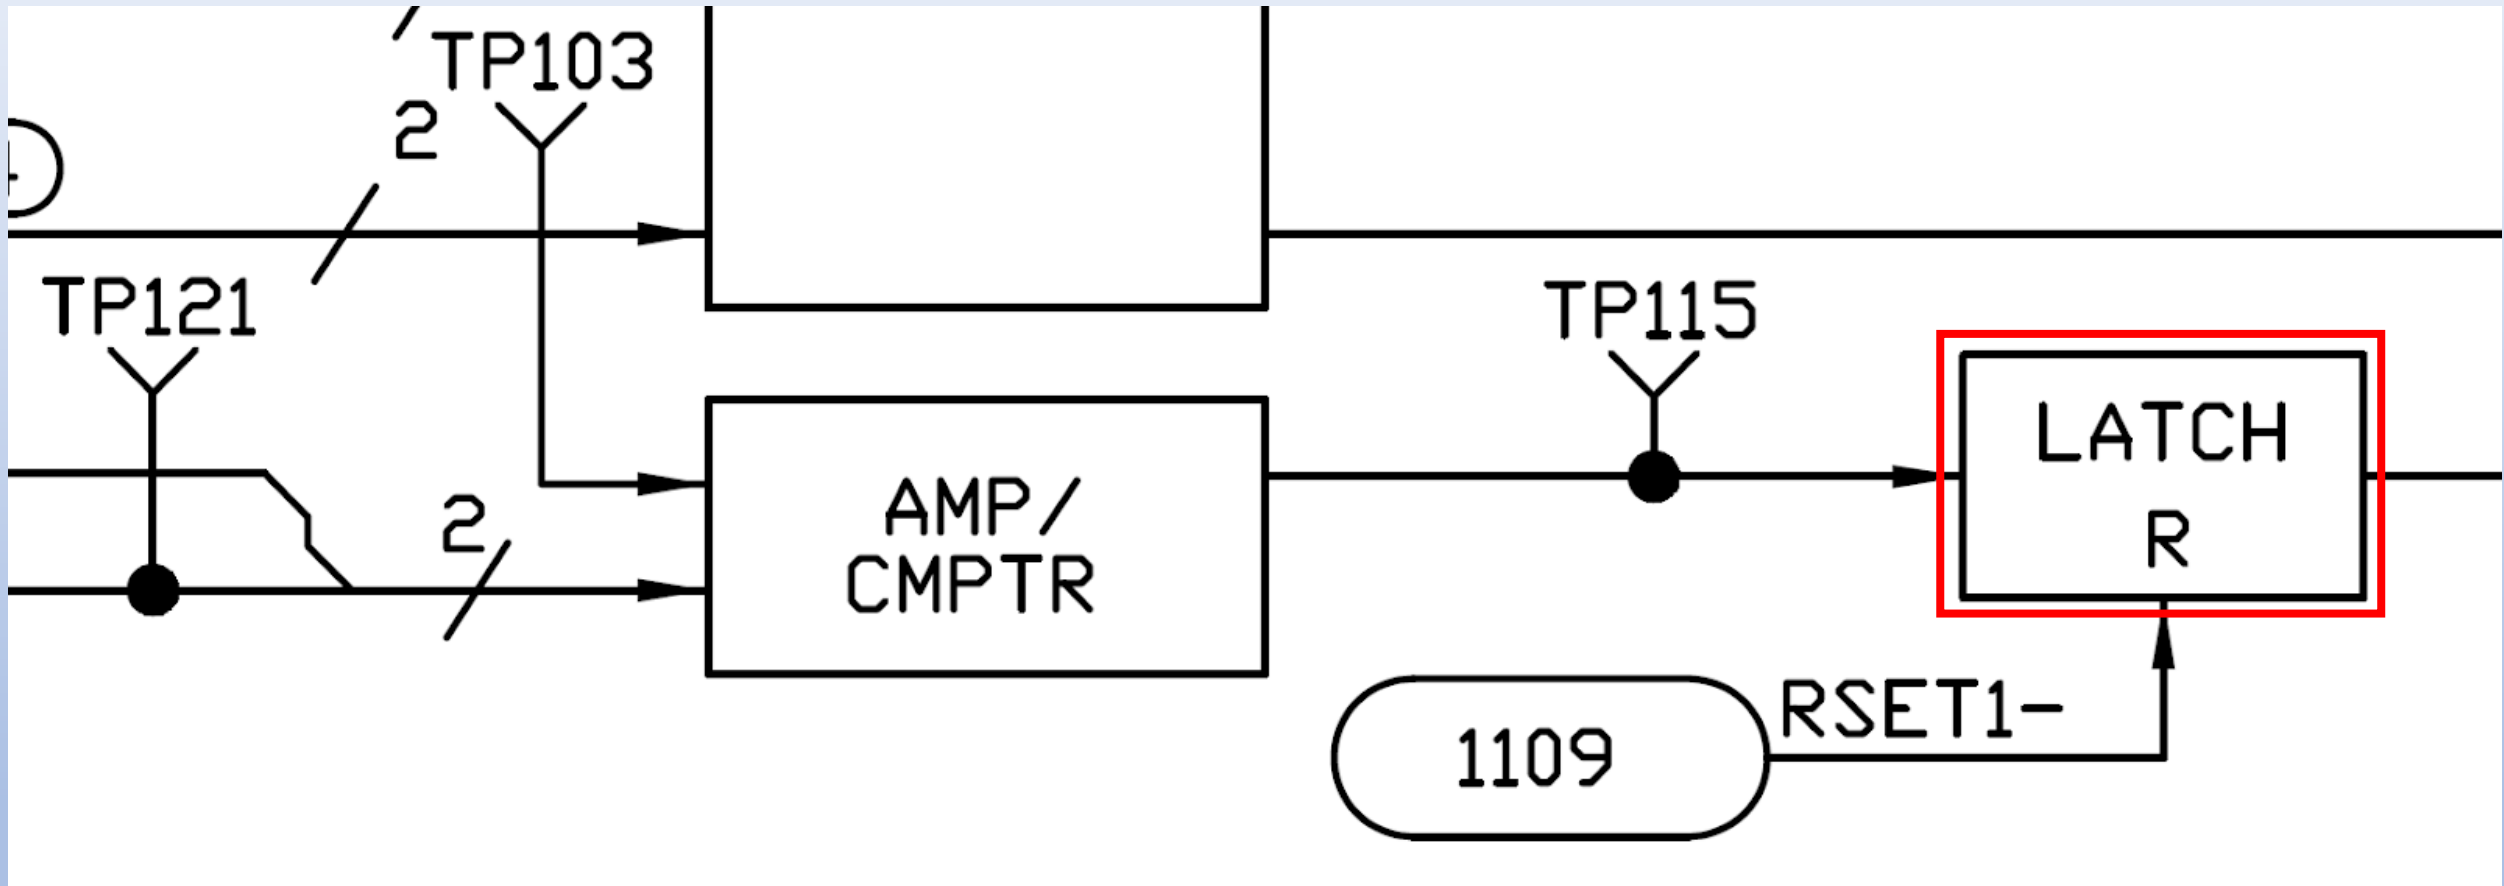 TP103
2
TP121
TP115
2
AMP/
CMPTR
LATCH
R
RSET1-
1109